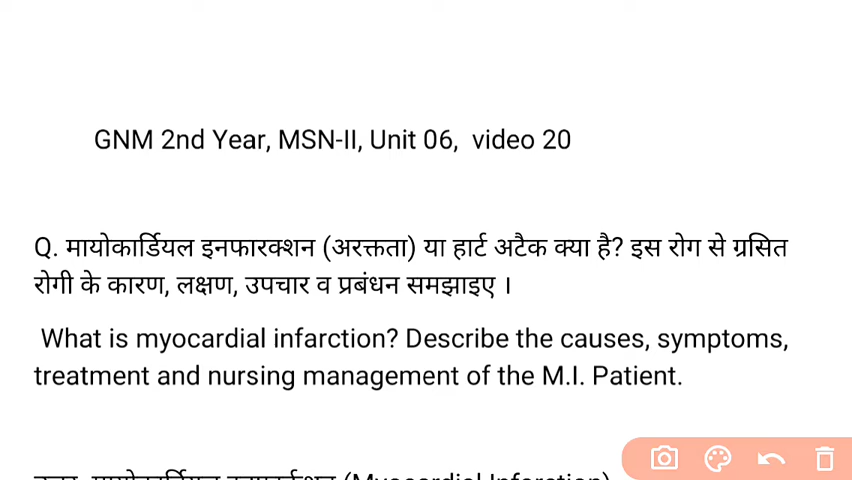 GNM 2nd Year, MSN-II, Unit 06, video 20
Q. मायोकार्डियल इनफारक्शन (अरक्तता) या हार्ट अटैक क्या है? इस रोग से ग्रसित
रोगी के कारण, लक्षण, उपचार व प्रबंधन समझाइए ।
What is myocardial infarction? Describe the causes, symptoms,
treatment and nursing management of the M.I. Patient.
(Myocardial Infarction)